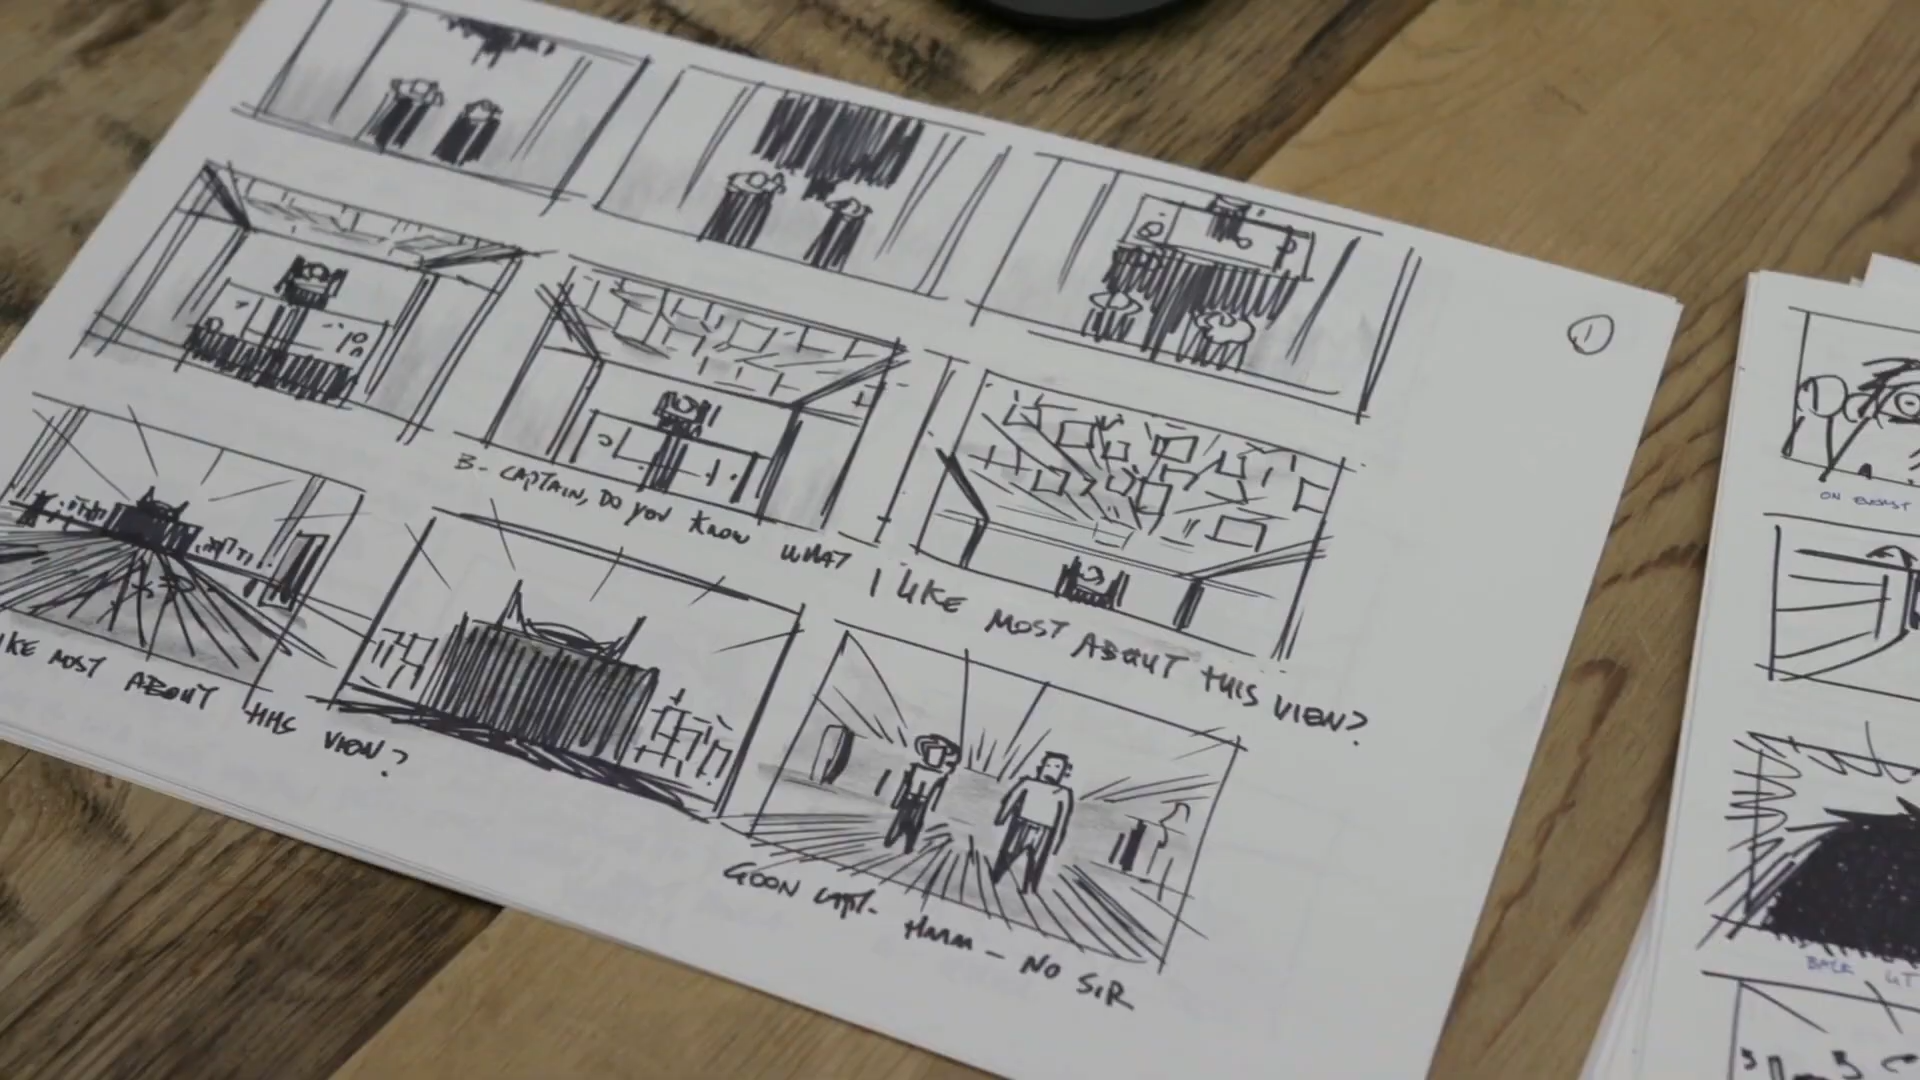 1
B- CAPTAIN, DO YOU KNOW WHAT
I LIKE MOST ABOUT THIS VIEW?
IKE MOST ABOUT THIS VIEW?
GOON CAPT. HMM - NO SIR
ON
BACK